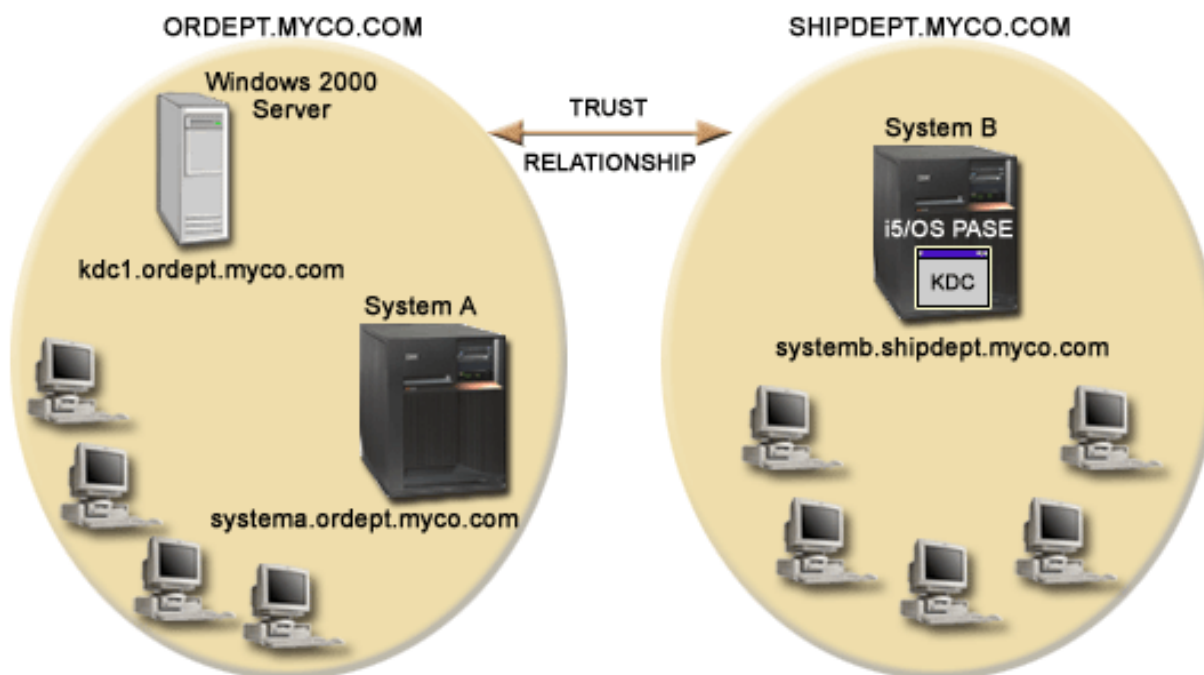 ORDEPT.MYCO.COM
Windows 2000
Server
kdc1.ordept.myco.com
System A
systema.ordept.myco.com
TRUST
RELATIONSHIP
SHIPDEPT.MYCO.COM
System B
i5/OS PASE
KDC
systemb.shipdept.myco.com